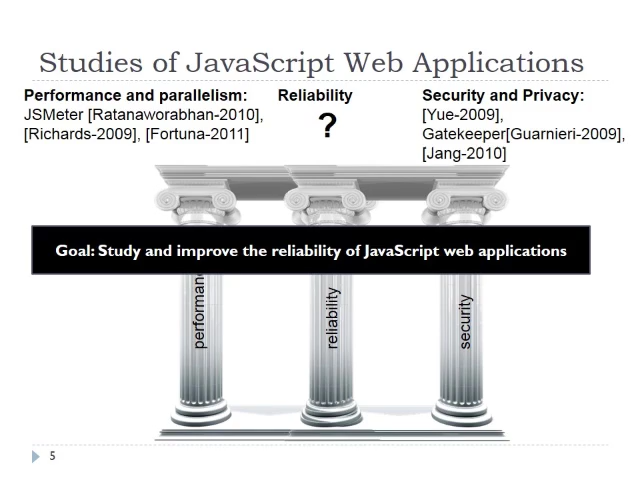 Studies of JavaScript Web Applications
Performance and parallelism:
JSMeter [Ratanaworabhan-2010],
[Richards-2009], [Fortuna-2011]
Reliability
?
Security and Privacy:
[Yue-2009],
Gatekeeper[Guarnieri-2009],
[Jang-2010]
Goal: Study and improve the reliability of JavaScript web applications
performan
reliability
security
5